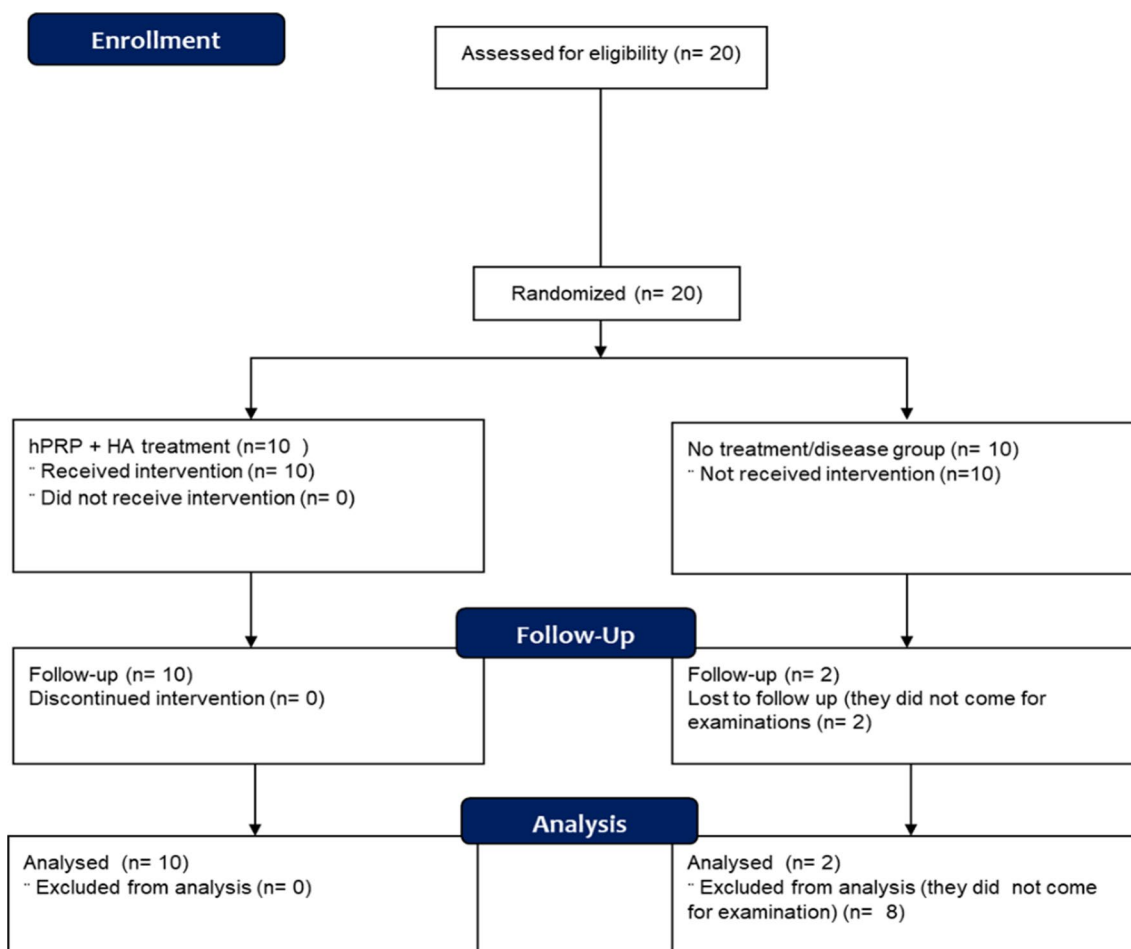 Enrollment
Assessed for eligibility (n= 20)
Randomized (n= 20)
hPRP + HA treatment (n=10 )
¨ Received intervention (n= 10)
¨ Did not receive intervention (n= 0)
No treatment/disease group (n= 10)
¨ Not received intervention (n=10)
Follow-Up
Follow-up (n= 10)
Discontinued intervention (n= 0)
Follow-up (n= 2)
Lost to follow up (they did not come for
examinations (n= 2)
Analysis
Analysed (n= 10)
¨ Excluded from analysis (n= 0)
Analysed (n= 2)
¨ Excluded from analysis (they did not come
for examination) (n= 8)